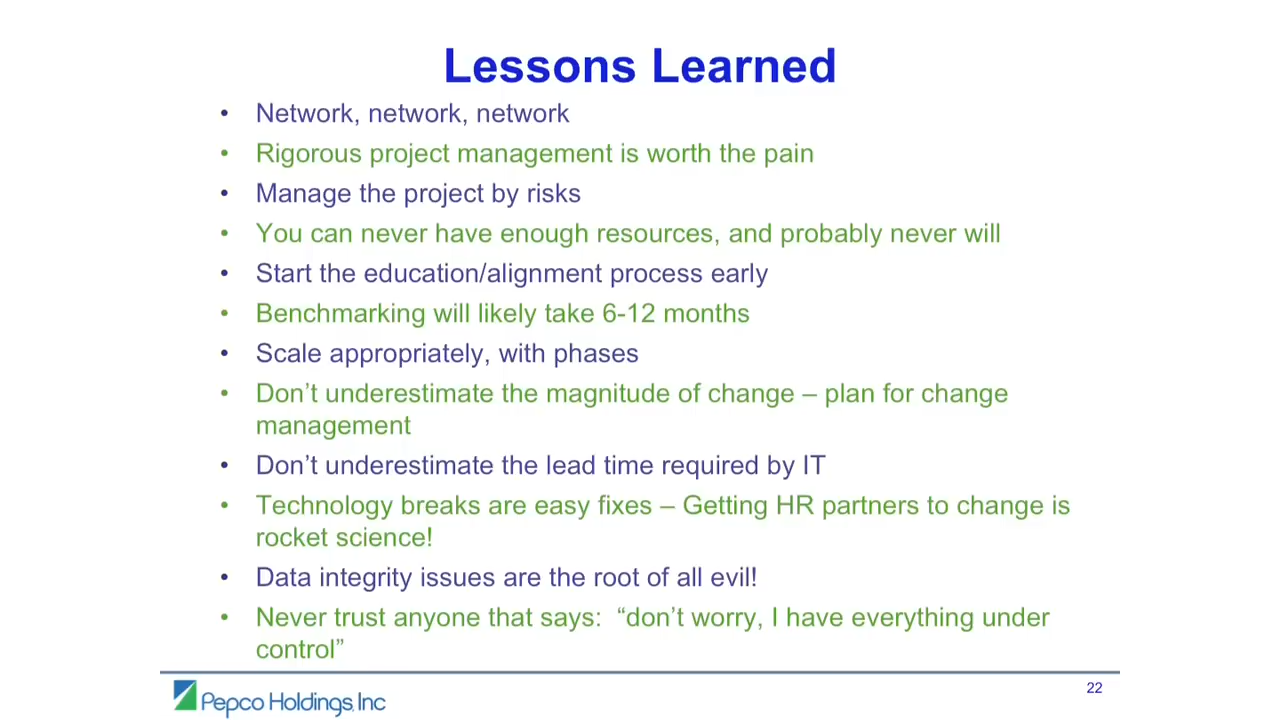 Lessons Learned
• Network, network, network
• Rigorous project management is worth the pain
• Manage the project by risks
• You can never have enough resources, and probably never will
• Start the education/alignment process early
• Benchmarking will likely take 6-12 months
• Scale appropriately, with phases
• Don’t underestimate the magnitude of change – plan for change
management
• Don’t underestimate the lead time required by IT
• Technology breaks are easy fixes – Getting HR partners to change is
rocket science!
• Data integrity issues are the root of all evil!
• Never trust anyone that says:  “don’t worry, I have everything under
control”
Pepco Holdings, Inc
22